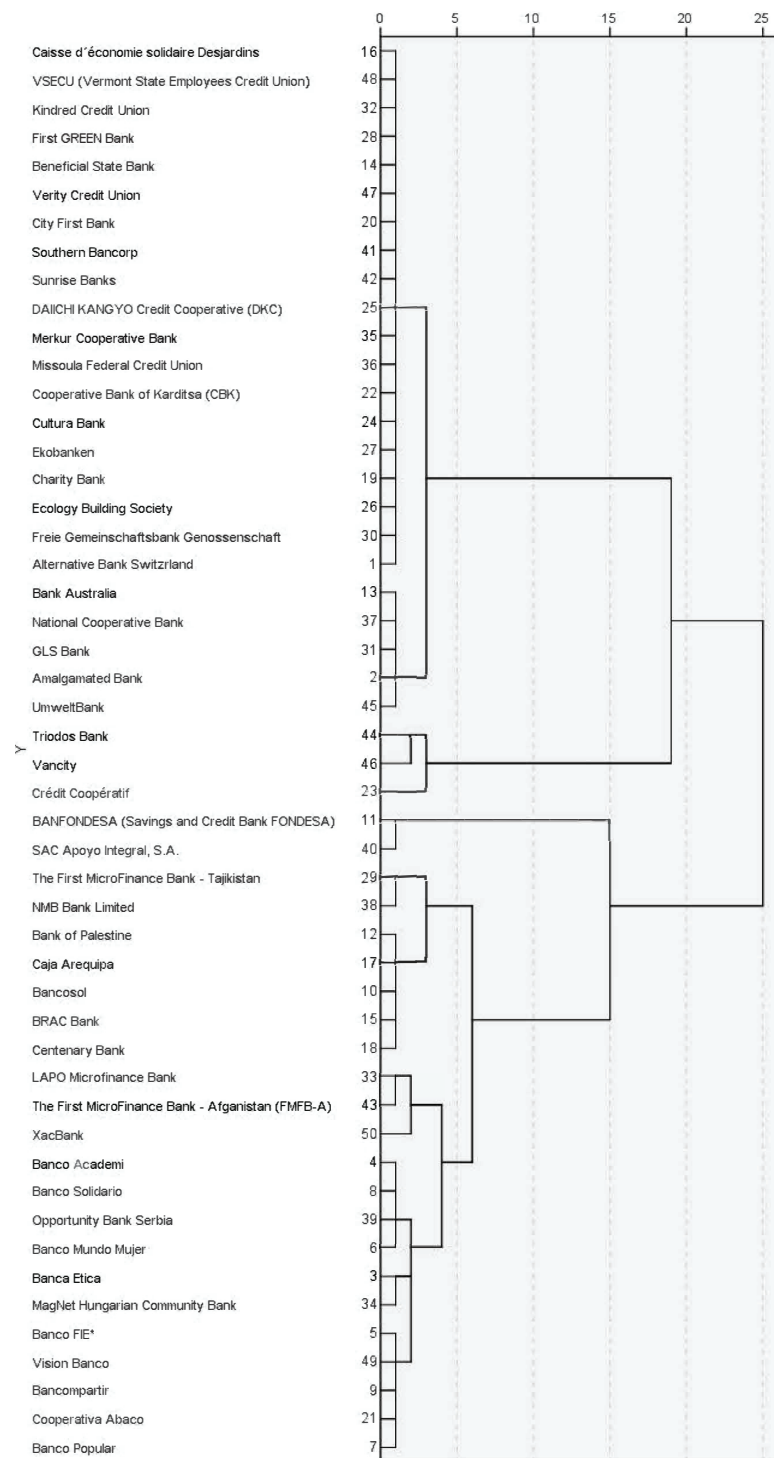 0 5 10 15 20 25
Caisse d´économie solidaire Desjardins 16
VSECU (Vermont State Employees Credit Union) 48
Kindred Credit Union 32
First GREEN Bank 28
Beneficial State Bank 14
Verity Credit Union 47
City First Bank 20
Southern Bancorp 41
Sunrise Banks 42
DAIICHI KANGYO Credit Cooperative (DKC) 25
Merkur Cooperative Bank 35
Missoula Federal Credit Union 36
Cooperative Bank of Karditsa (CBK) 22
Cultura Bank 24
Ekobanken 27
Charity Bank 19
Ecology Building Society 26
Freie Gemeinschaftsbank Genossenschaft 30
Alternative Bank Switzrland 1
Bank Australia 13
National Cooperative Bank 37
GLS Bank 31
Amalgamated Bank 2
UmweltBank 45
Triodos Bank 44
Y
Vancity 46
Crédit Coopératif 23
BANFONDESA (Savings and Credit Bank FONDESA) 11
SAC Apoyo Integral, S.A. 40
The First MicroFinance Bank - Tajikistan 29
NMB Bank Limited 38
Bank of Palestine 12
Caja Arequipa 17
Bancosol 10
BRAC Bank 15
Centenary Bank 18
LAPO Microfinance Bank 33
The First MicroFinance Bank - Afganistan (FMFB-A) 43
XacBank 50
Banco Academi 4
Banco Solidario 8
Opportunity Bank Serbia 39
Banco Mundo Mujer 6
Banca Etica 3
MagNet Hungarian Community Bank 34
Banco FIE* 5
Vision Banco 49
Bancompartir 9
Cooperativa Abaco 21
Banco Popular 7